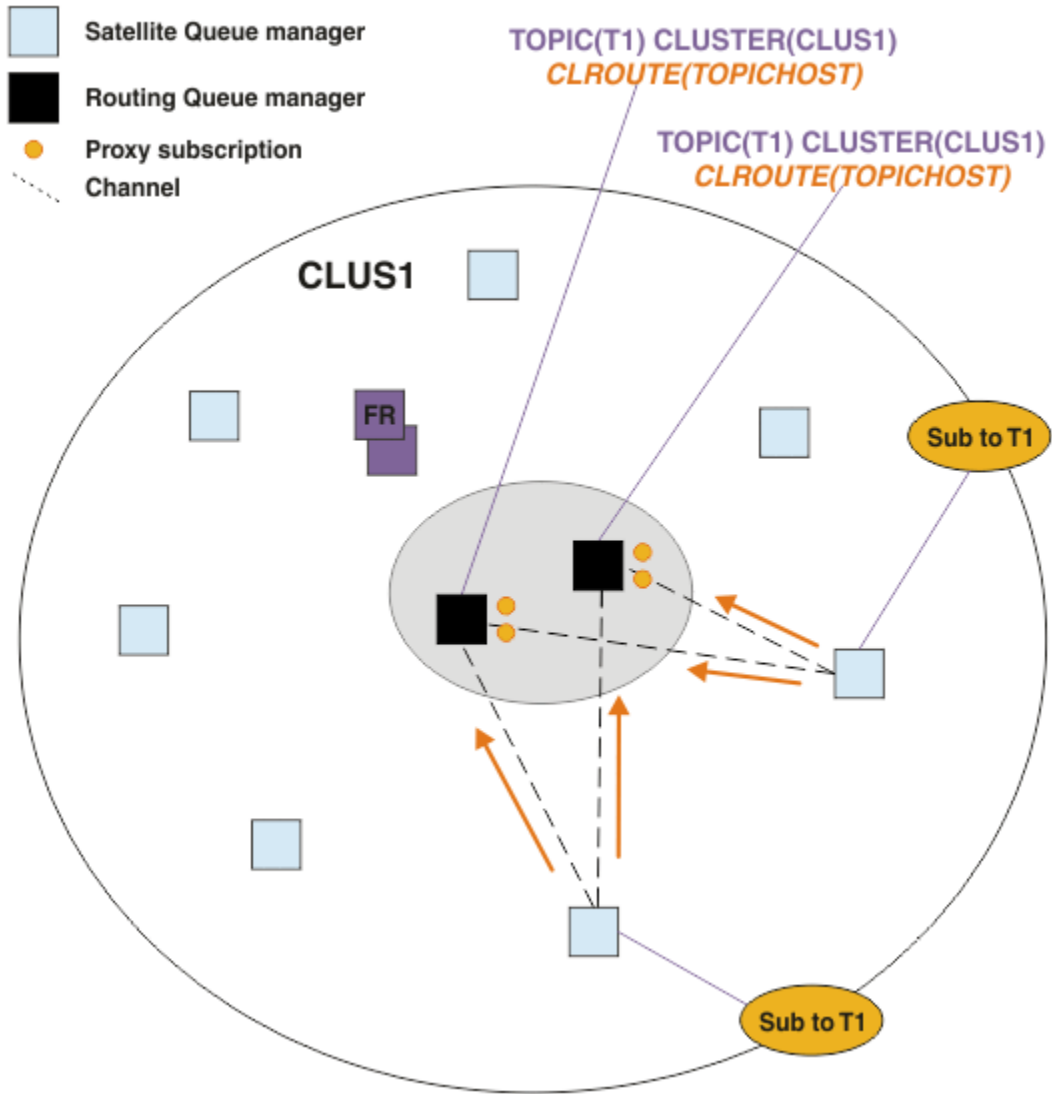 Satellite Queue manager
Routing Queue manager
Proxy subscription
Channel
TOPIC(T1) CLUSTER(CLUS1)
CLROUTE(TOPICHOST)
TOPIC(T1) CLUSTER(CLUS1)
CLROUTE(TOPICHOST)
CLUS1
FR
Sub to T1
Sub to T1